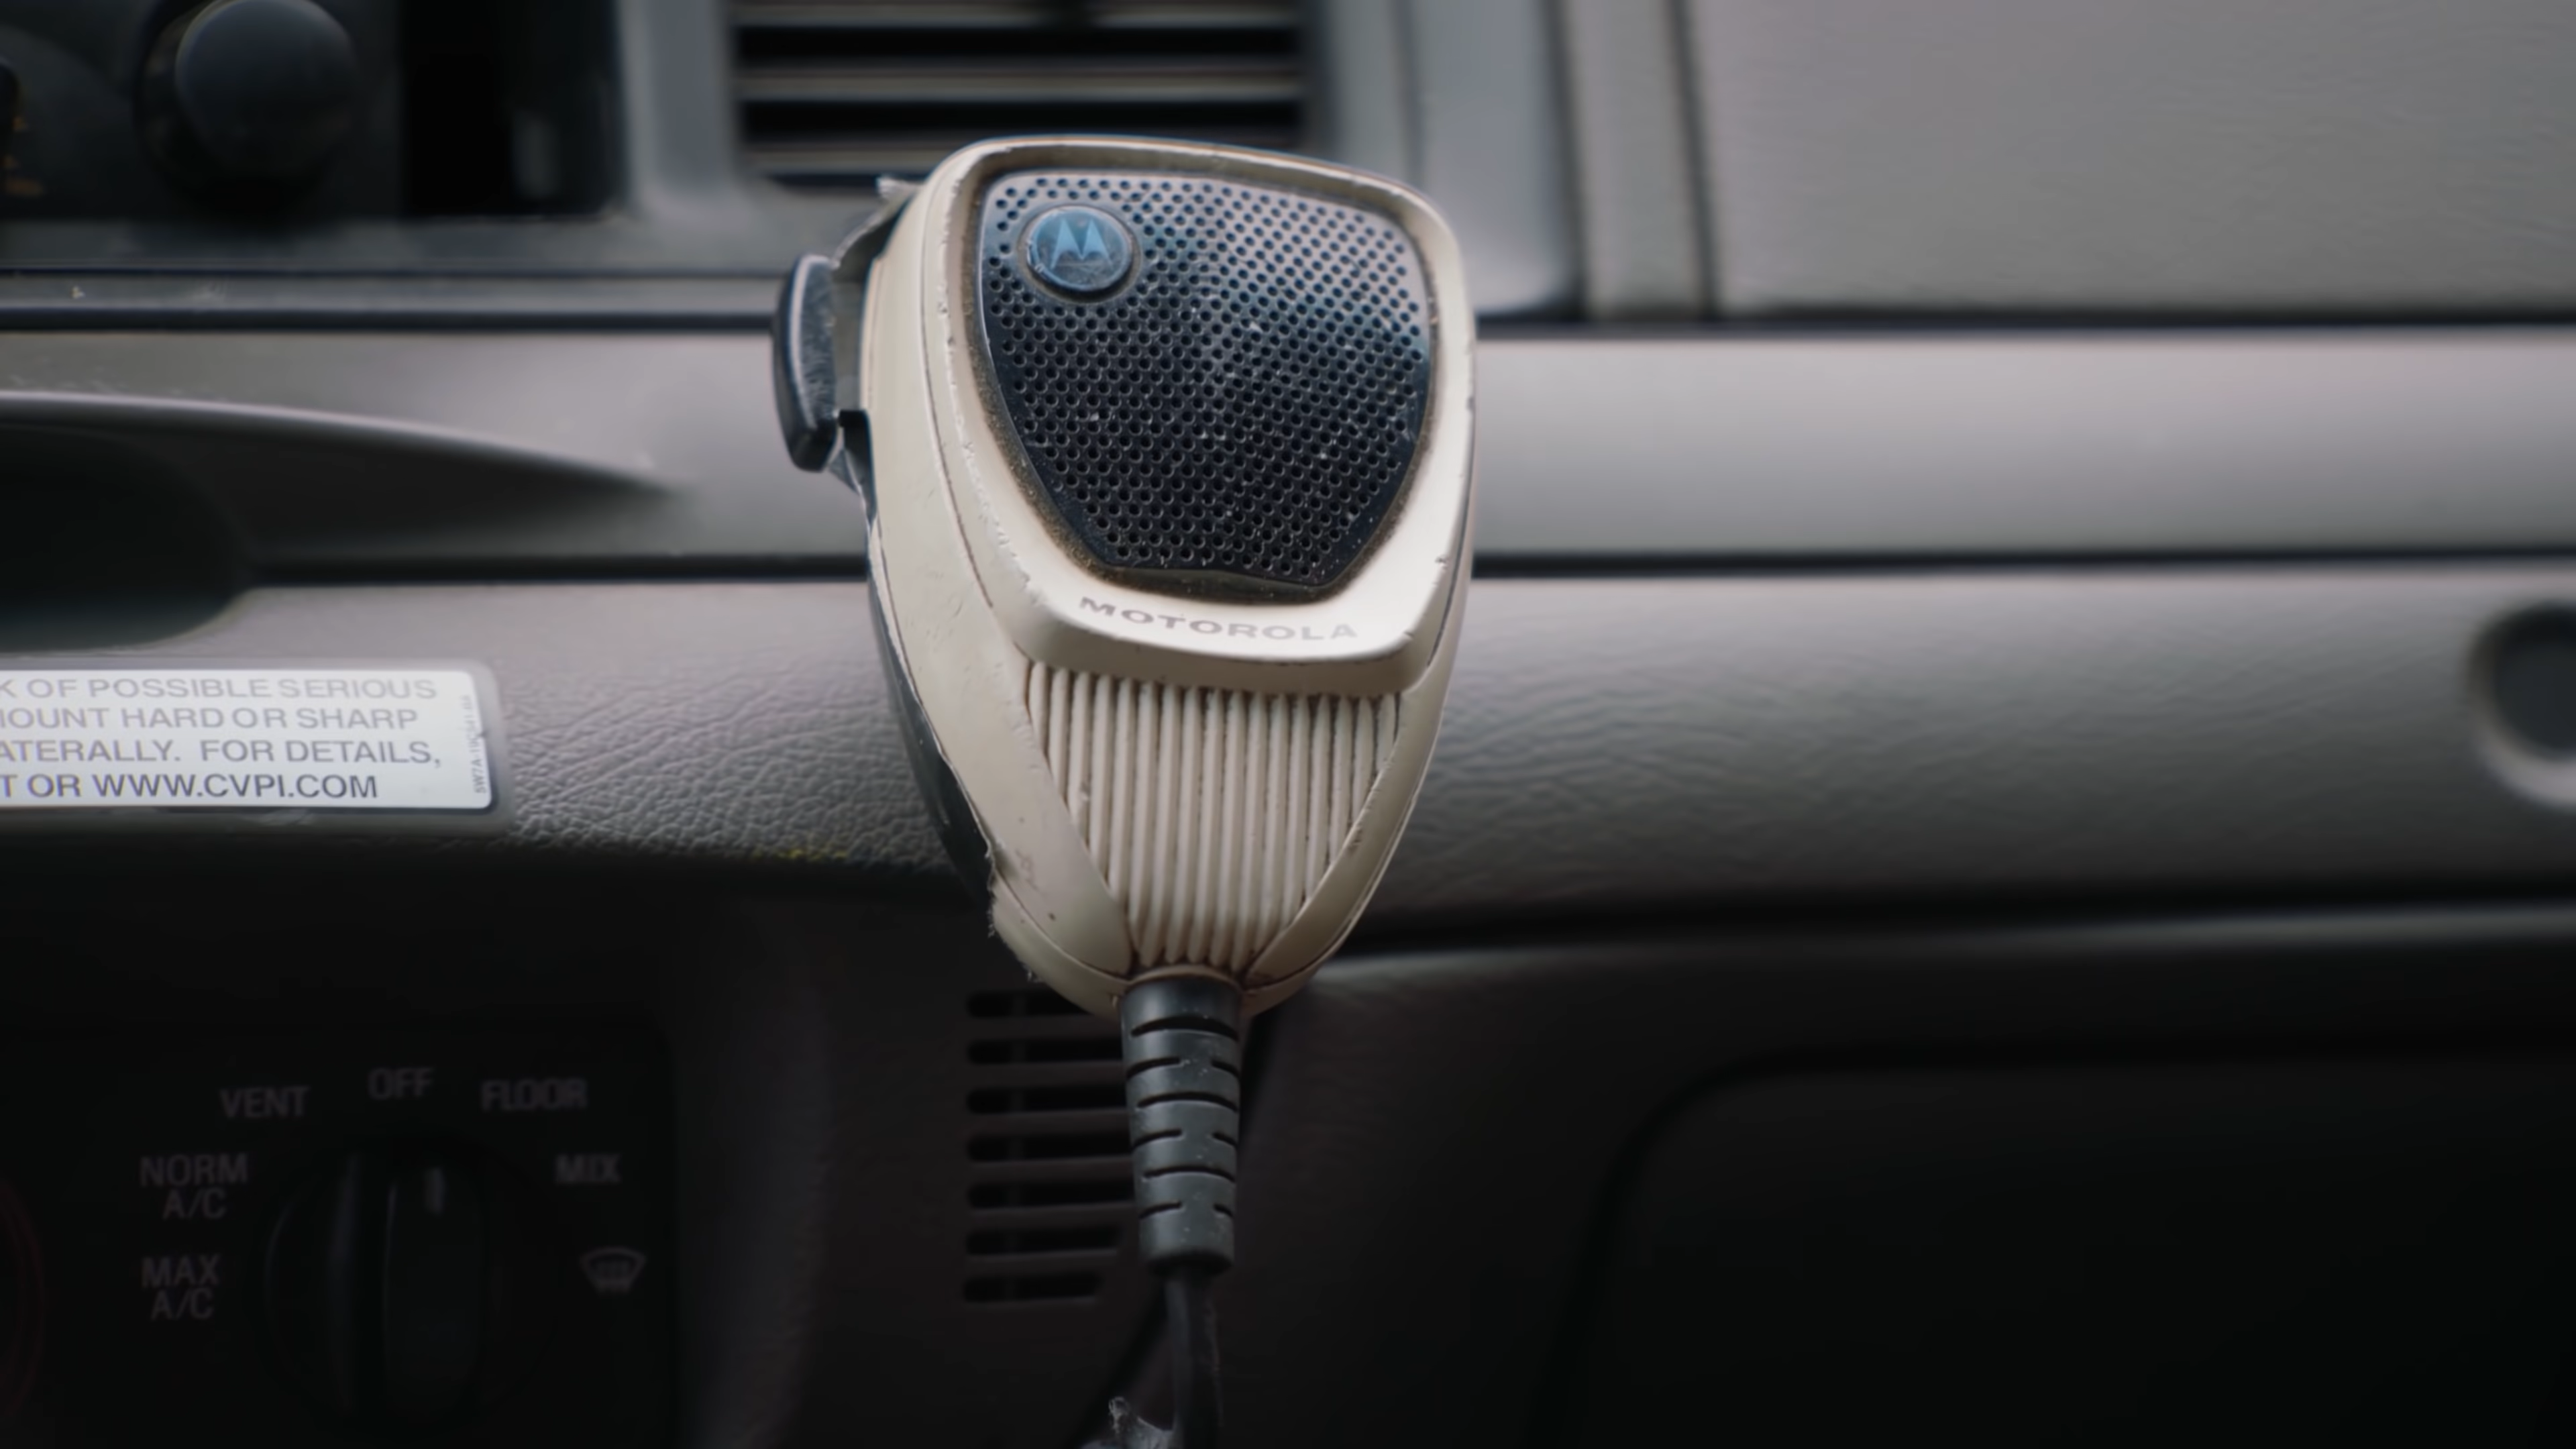 MOTOROLA
K OF POSSIBLE SERIOUS
OUNT HARD OR SHARP
ATERALLY. FOR DETAILS,
T OR WWW.CVPI.COM
VENT OFF FLOOR
NORM MIX
A/C
MAX
A/C